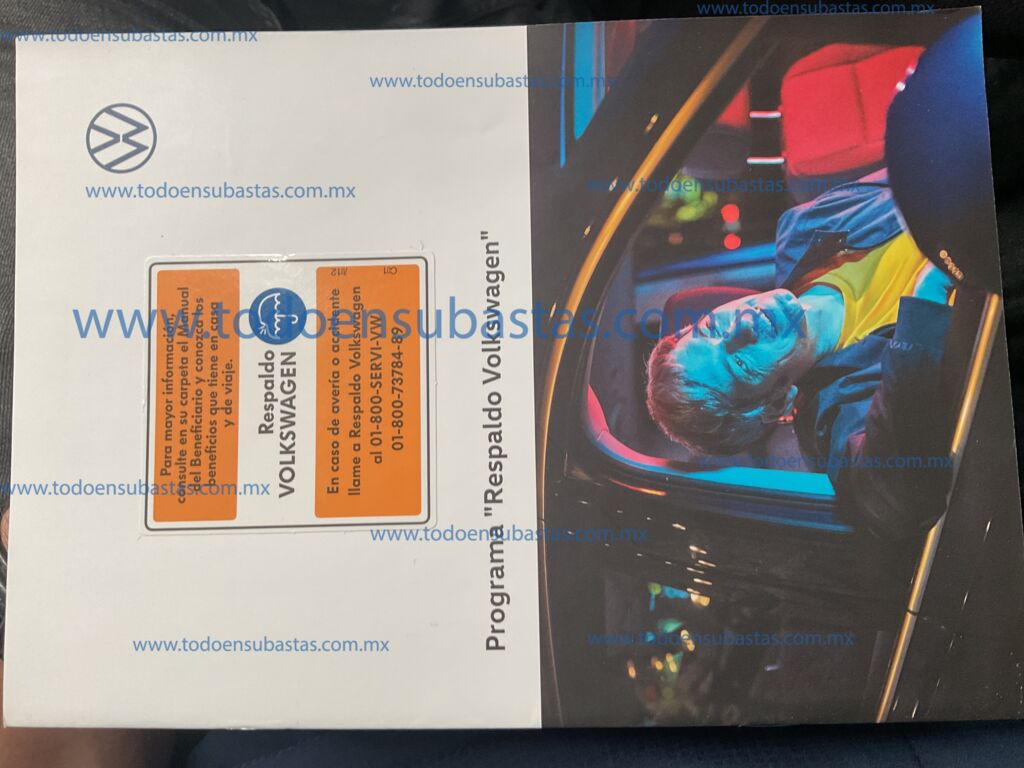 Programa "Respaldo Volkswagen"
Para mayor información,
consulte en su carpeta el Manual
del Beneficiario y conozca los
beneficios que tiene en casa
y de viaje.
Respaldo
VOLKSWAGEN
En caso de avería o accidente
llame a Respaldo Volkswagen
al 01-800-SERVI-VW
01-800-73784-89
www.todoensubastas.com.mx
www.todoensubastas.com.mx
www.todoensubastas.com.mx
www.todoensubastas.com.mx
www.todoensubastas.com.mx
www.todoensubastas.com.mx
www.todoensubastas.com.mx
www.todoensubastas.com.mx
www.todoensubastas.com.mx
www.todoensubastas.com.mx
www.todoensubastas.com.mx